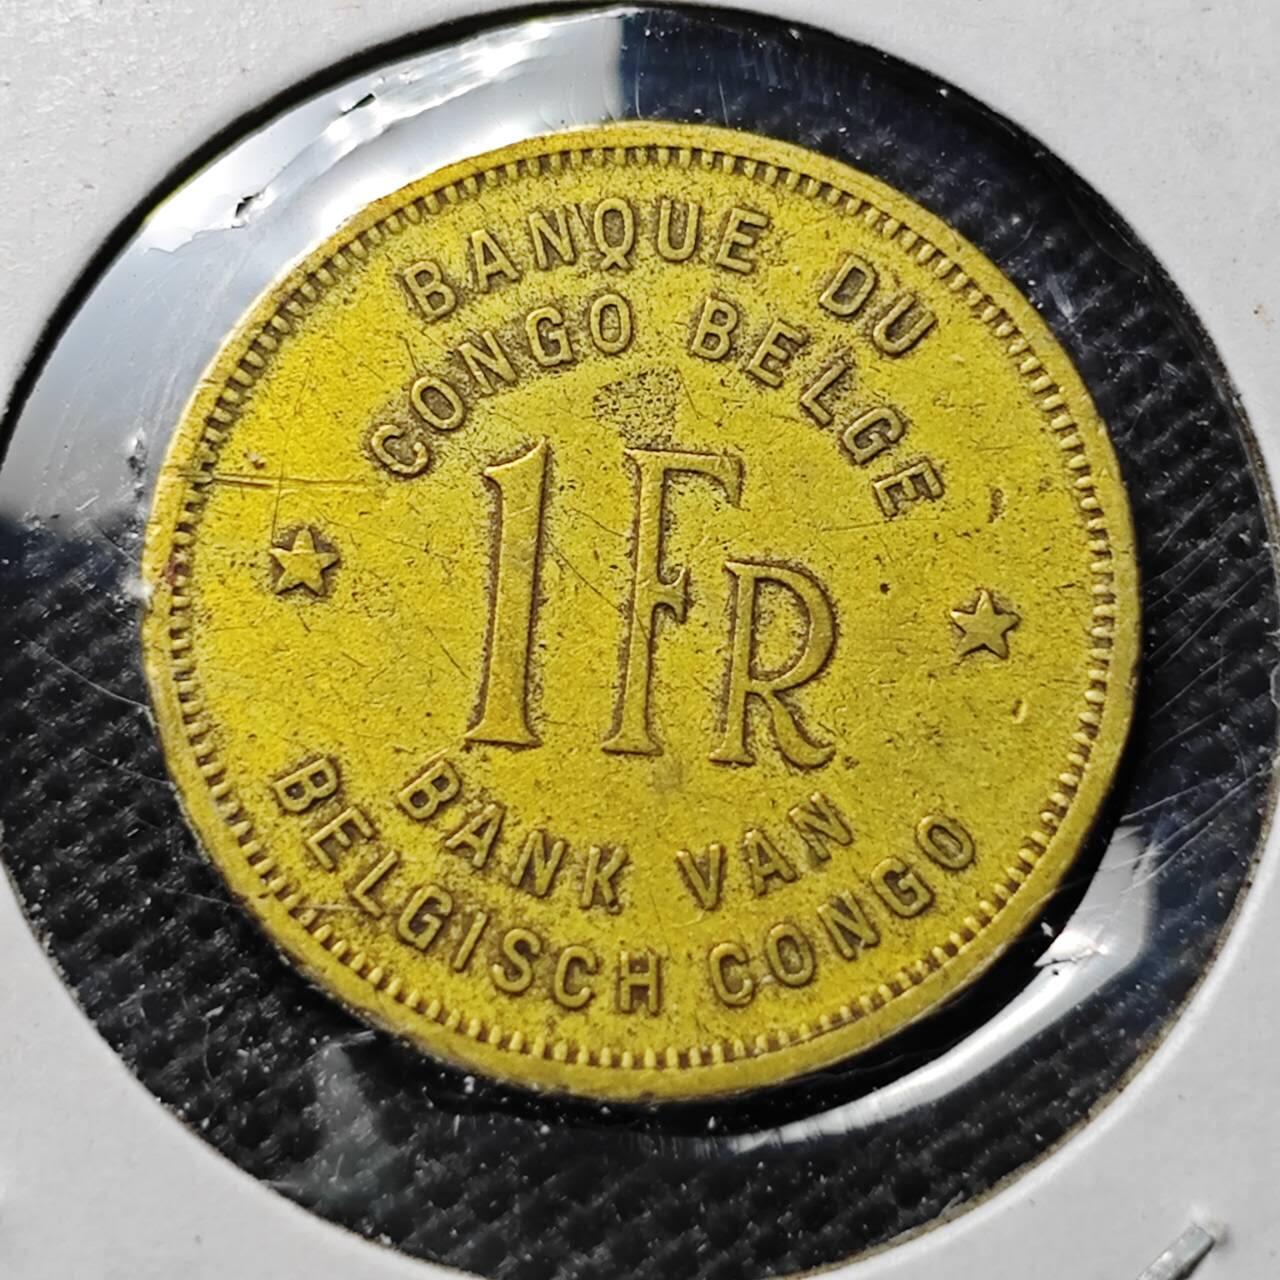 BANQUE DU
CONGO BELGE
1 FR
BANK VAN
BELGISCH CONGO